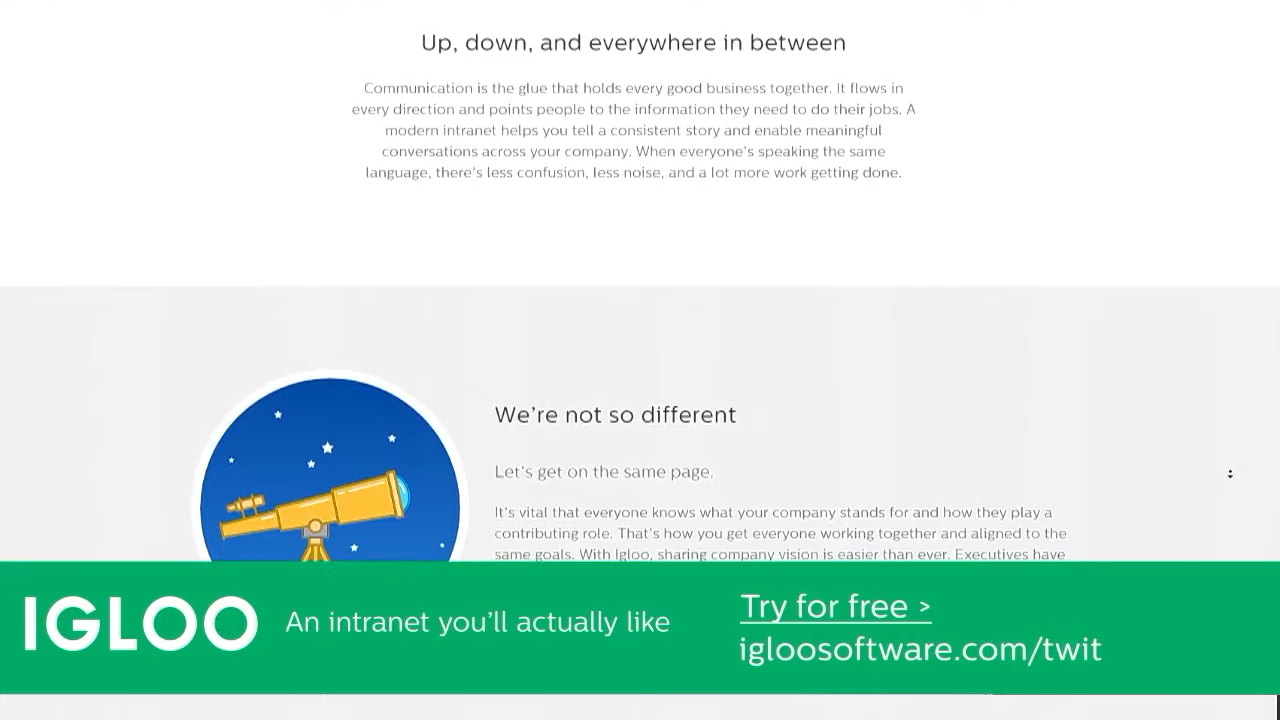 Up, down, and everywhere in between
Communication is the glue that holds every good business together. It flows in
every direction and points people to the information they need to do their jobs. A
modern intranet helps you tell a consistent story and enable meaningful
conversations across your company. When everyone's speaking the same
language, there's less confusion, less noise, and a lot more work getting done.
We're not so different
Let's get on the same page.
It's vital that everyone knows what your company stands for and how they play a
contributing role. That's how you get everyone working together and aligned to the
same goals. With Igloo, sharing company vision is easier than ever. Executives have
IGLOO
An intranet you'll actually like
Try for free >
igloosoftware.com/twit